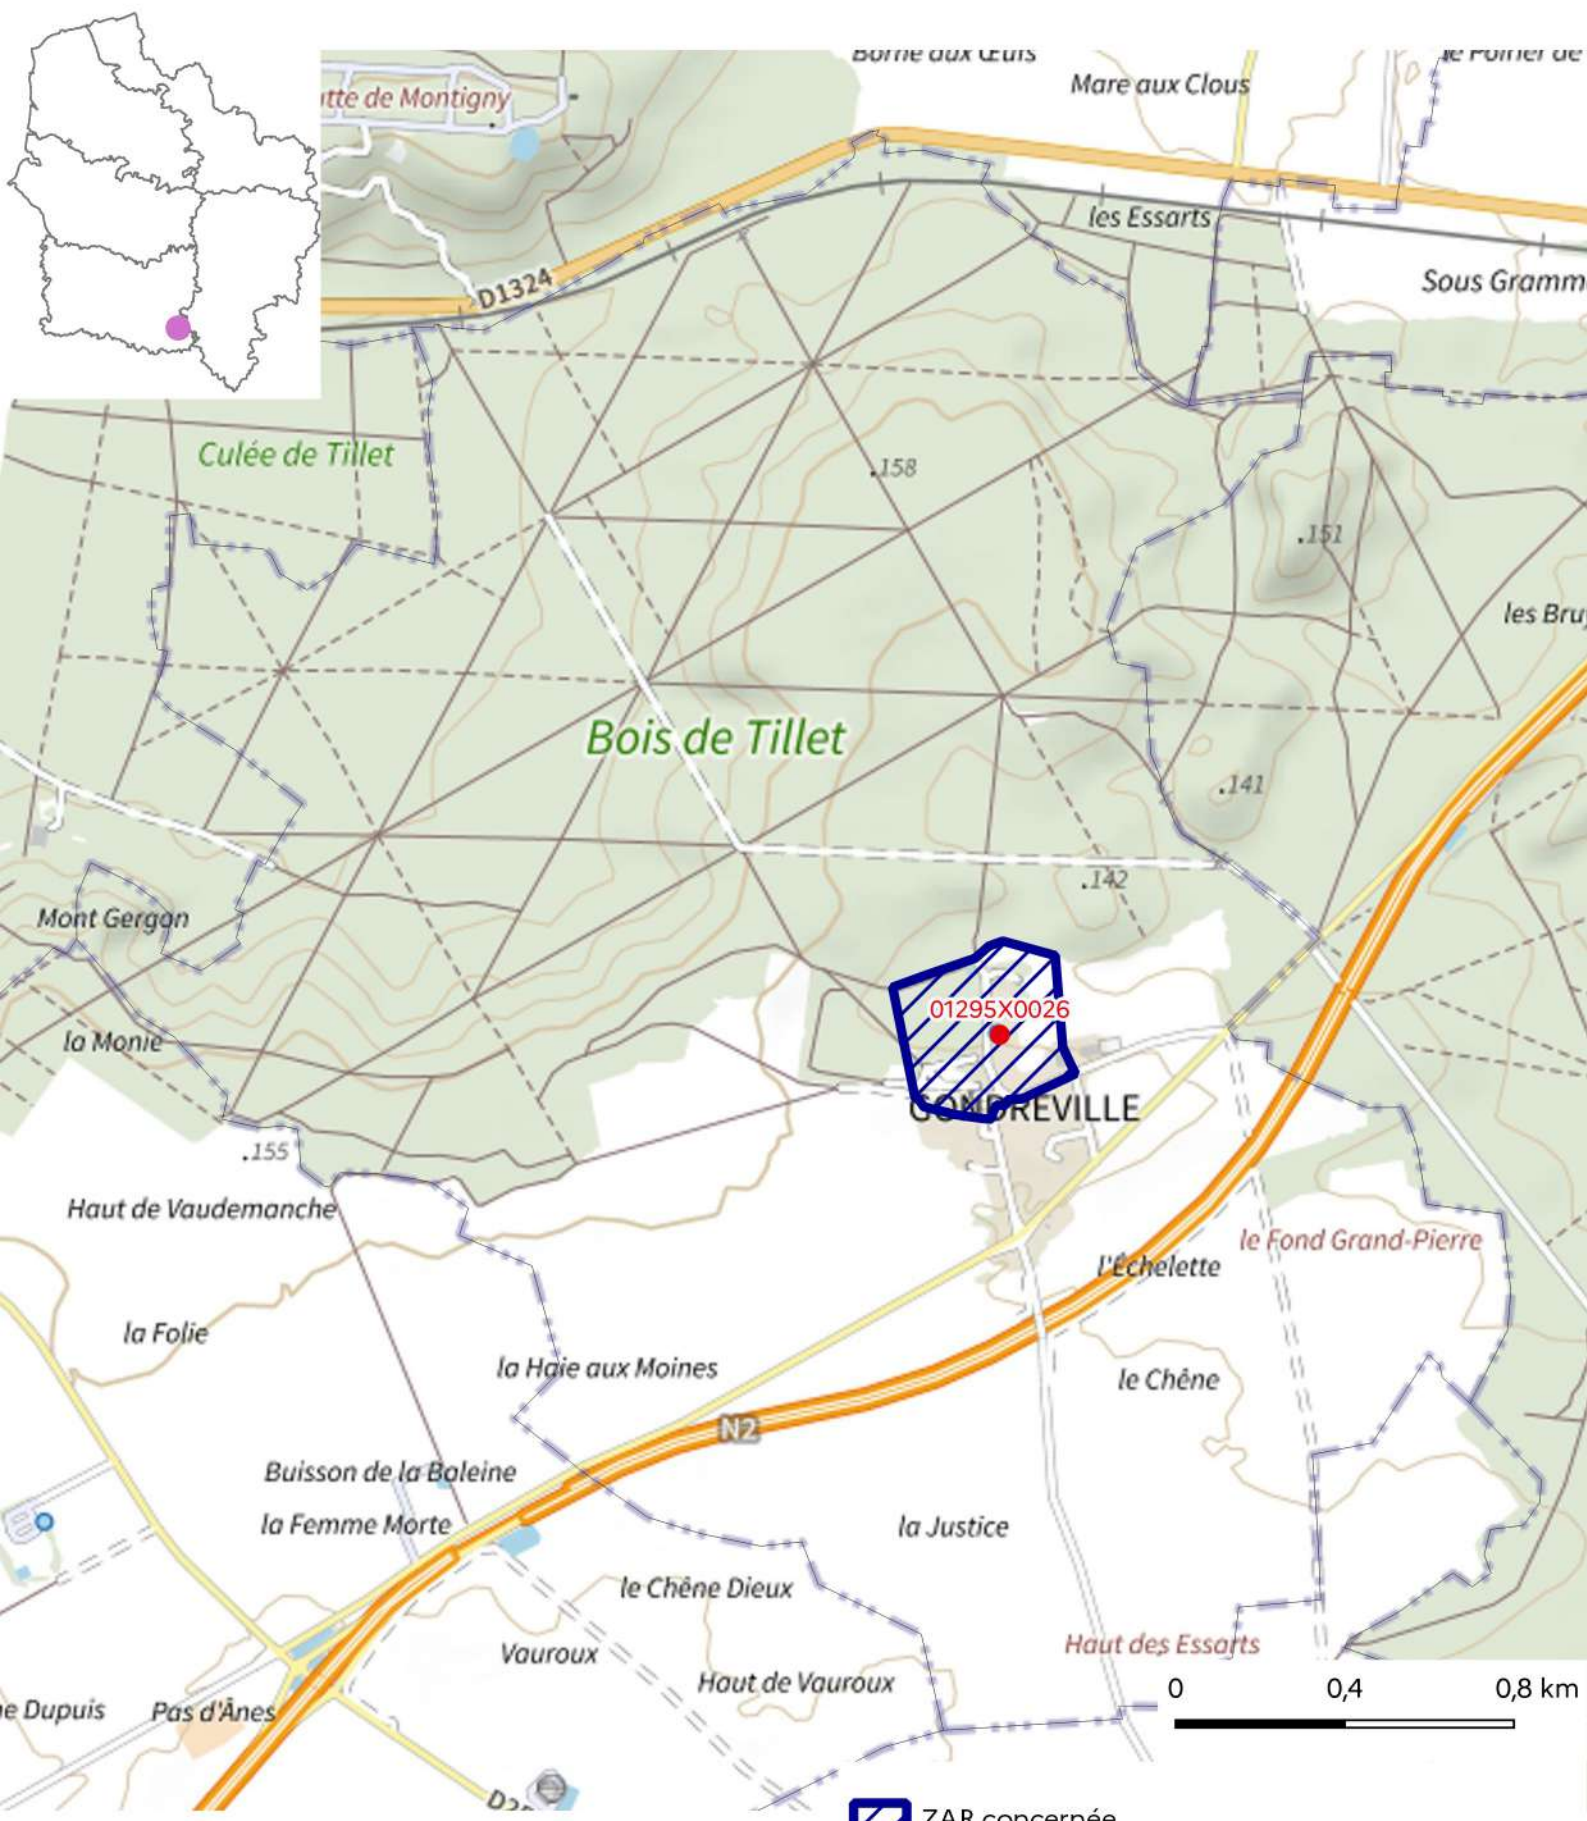 Borne aux Œufs
le Poirier de
Mare aux Clous
tte de Montigny
les Essarts
D1324
Sous Gramm
Culée de Tillet
.158
.151
les Bru
Bois de Tillet
.141
.142
Mont Gergon
01295X0026
la Monie
GONDREVILLE
.155
Haut de Vaudemanche
le Fond Grand-Pierre
l'Échelette
la Folie
la Haie aux Moines
le Chêne
N2
Buisson de la Baleine
la Femme Morte
la Justice
le Chêne Dieux
Haut des Essarts
Vauroux
Haut de Vauroux
0 0,4 0,8 km
e Dupuis
Pas d'Ânes
ZAR concernée